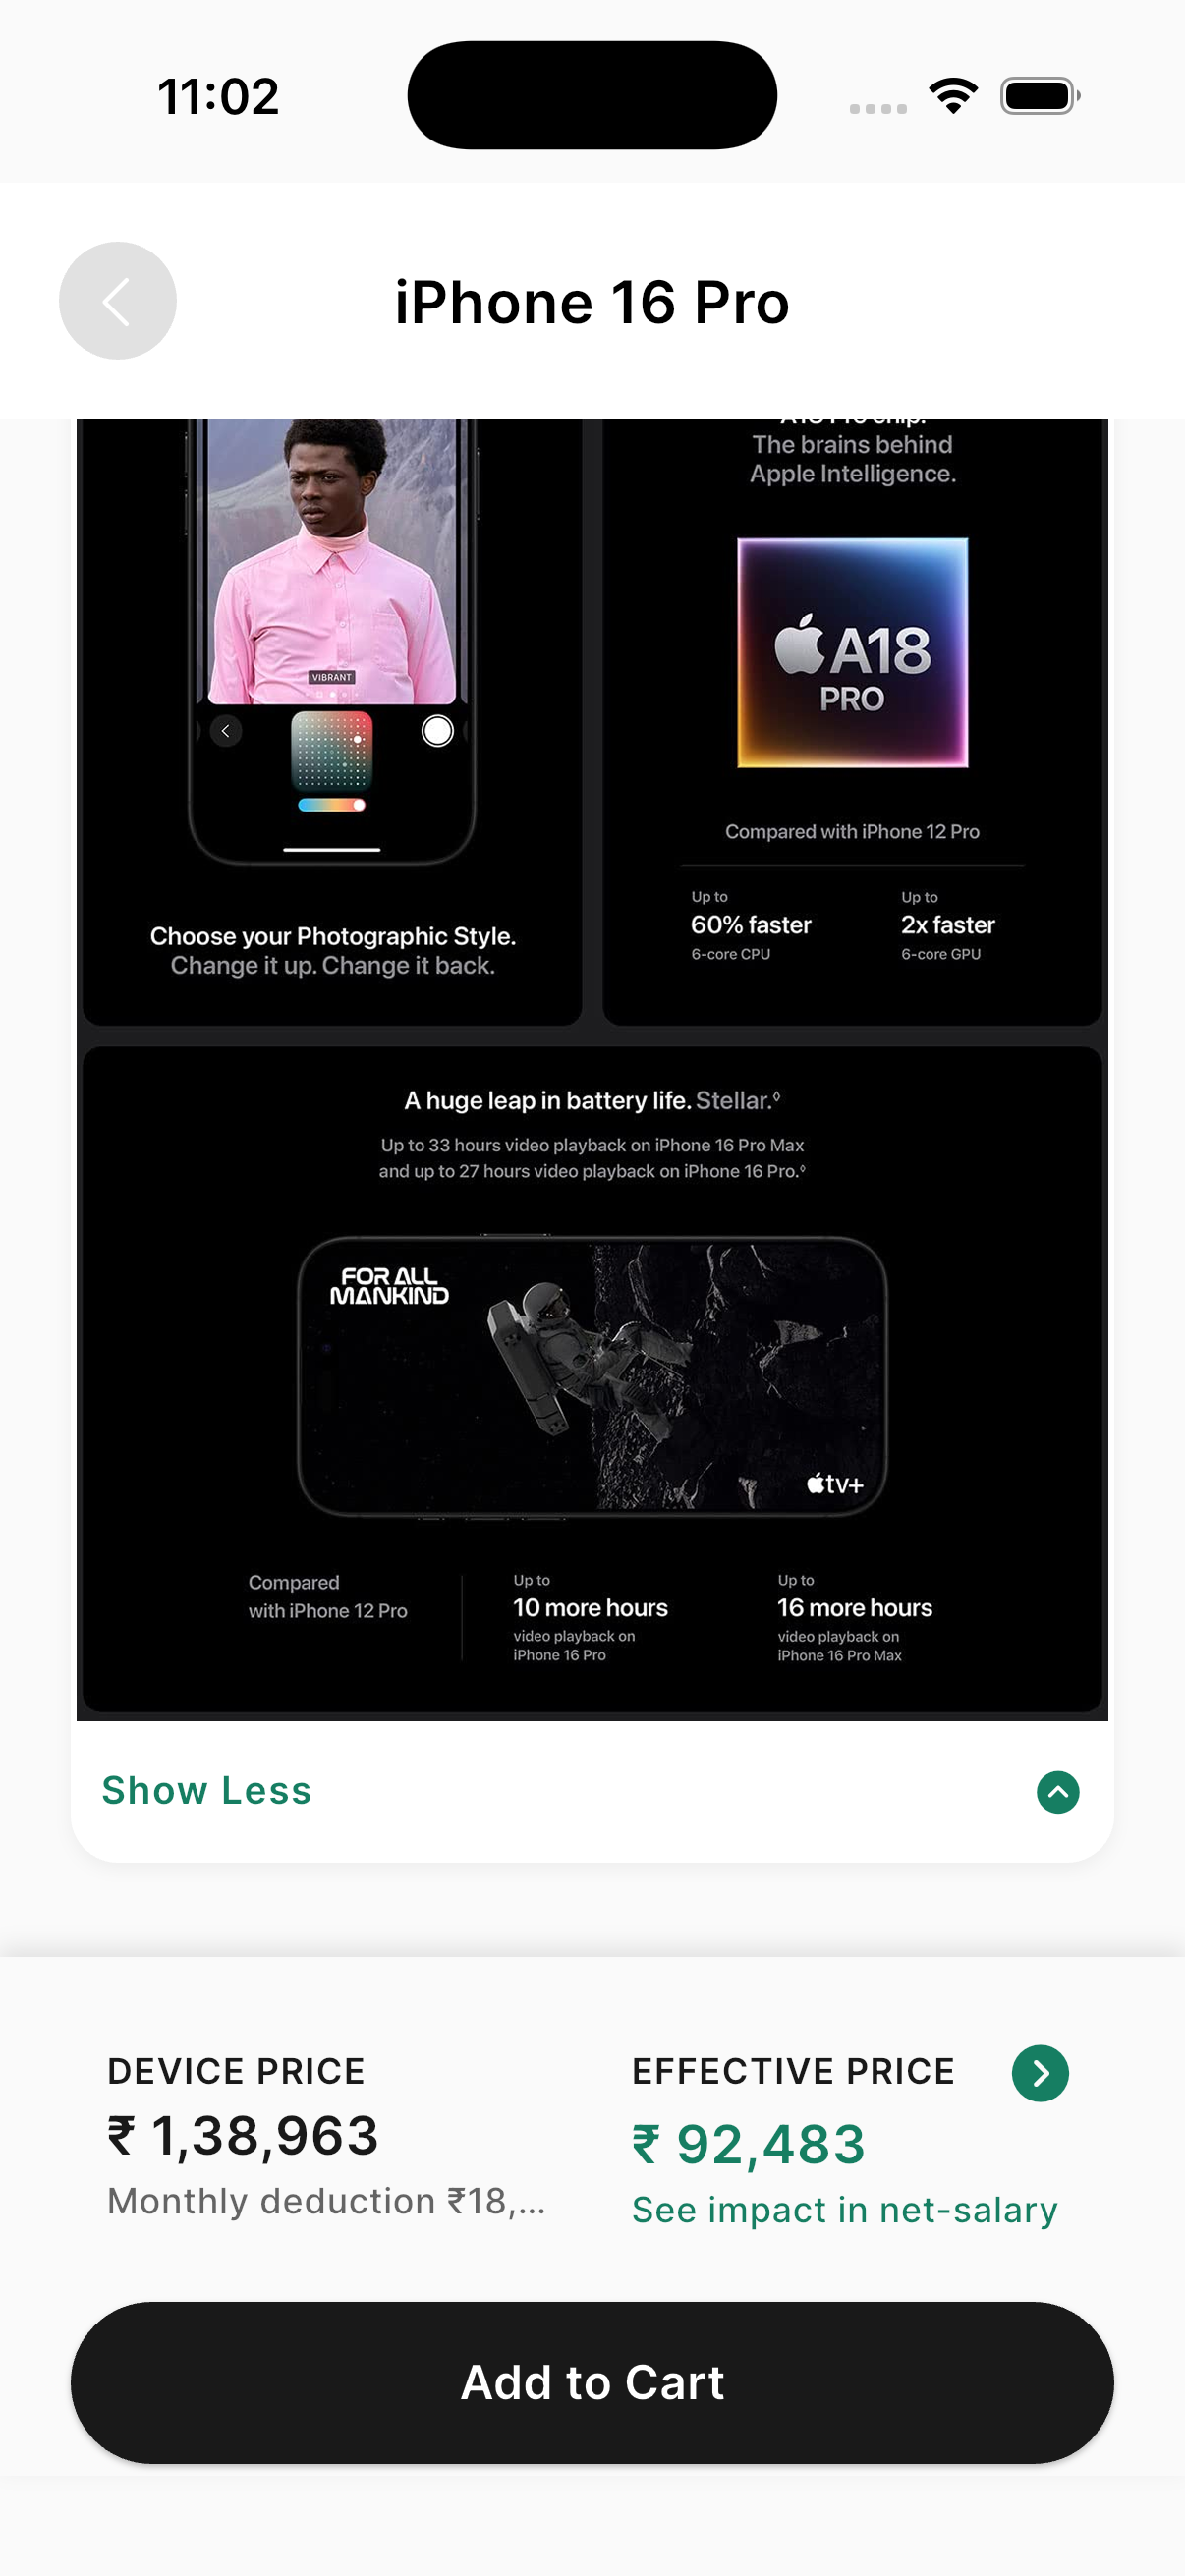 11:02
iPhone 16 Pro
VIBRANT
Choose your Photographic Style.
Change it up. Change it back.
A18 Pro chip.
The brains behind
Apple Intelligence.
A18
PRO
Compared with iPhone 12 Pro
Up to
60% faster
6-core CPU
Up to
2x faster
6-core GPU
A huge leap in battery life. Stellar.◊
Up to 33 hours video playback on iPhone 16 Pro Max
and up to 27 hours video playback on iPhone 16 Pro.◊
FOR ALL
MANKIND
tv+
Compared
with iPhone 12 Pro
Up to
10 more hours
video playback on
iPhone 16 Pro
Up to
16 more hours
video playback on
iPhone 16 Pro Max
Show Less
DEVICE PRICE
₹ 1,38,963
Monthly deduction ₹18,...
EFFECTIVE PRICE
₹ 92,483
See impact in net-salary
Add to Cart